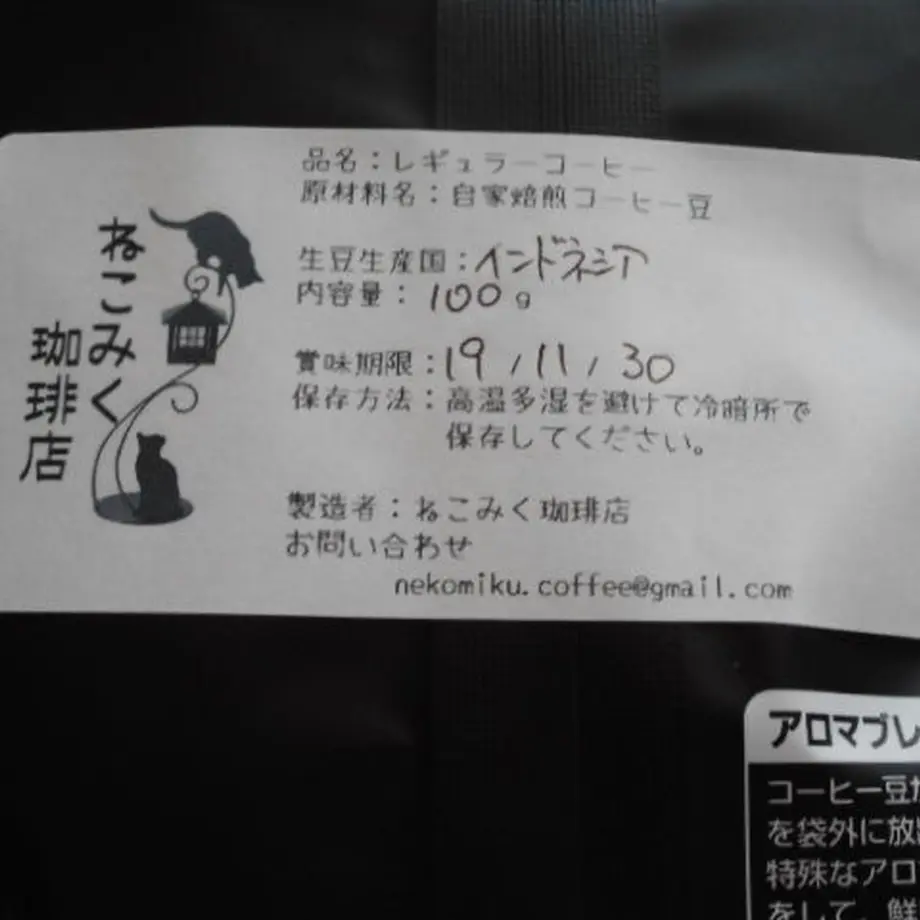 ねこみく
珈琲店
品名：レギュラーコーヒー
原材料名：自家焙煎コーヒー豆
生豆生産国：インドネシア
内容量：100g
賞味期限：19/11/30
保存方法：高温多湿を避けて冷暗所で
保存してください。
製造者：ねこみく珈琲店
お問い合わせ
nekomiku.coffee@gmail.com
アロマブレ
コーヒー豆か
を袋外に放
特殊なアロ
をして、鮮